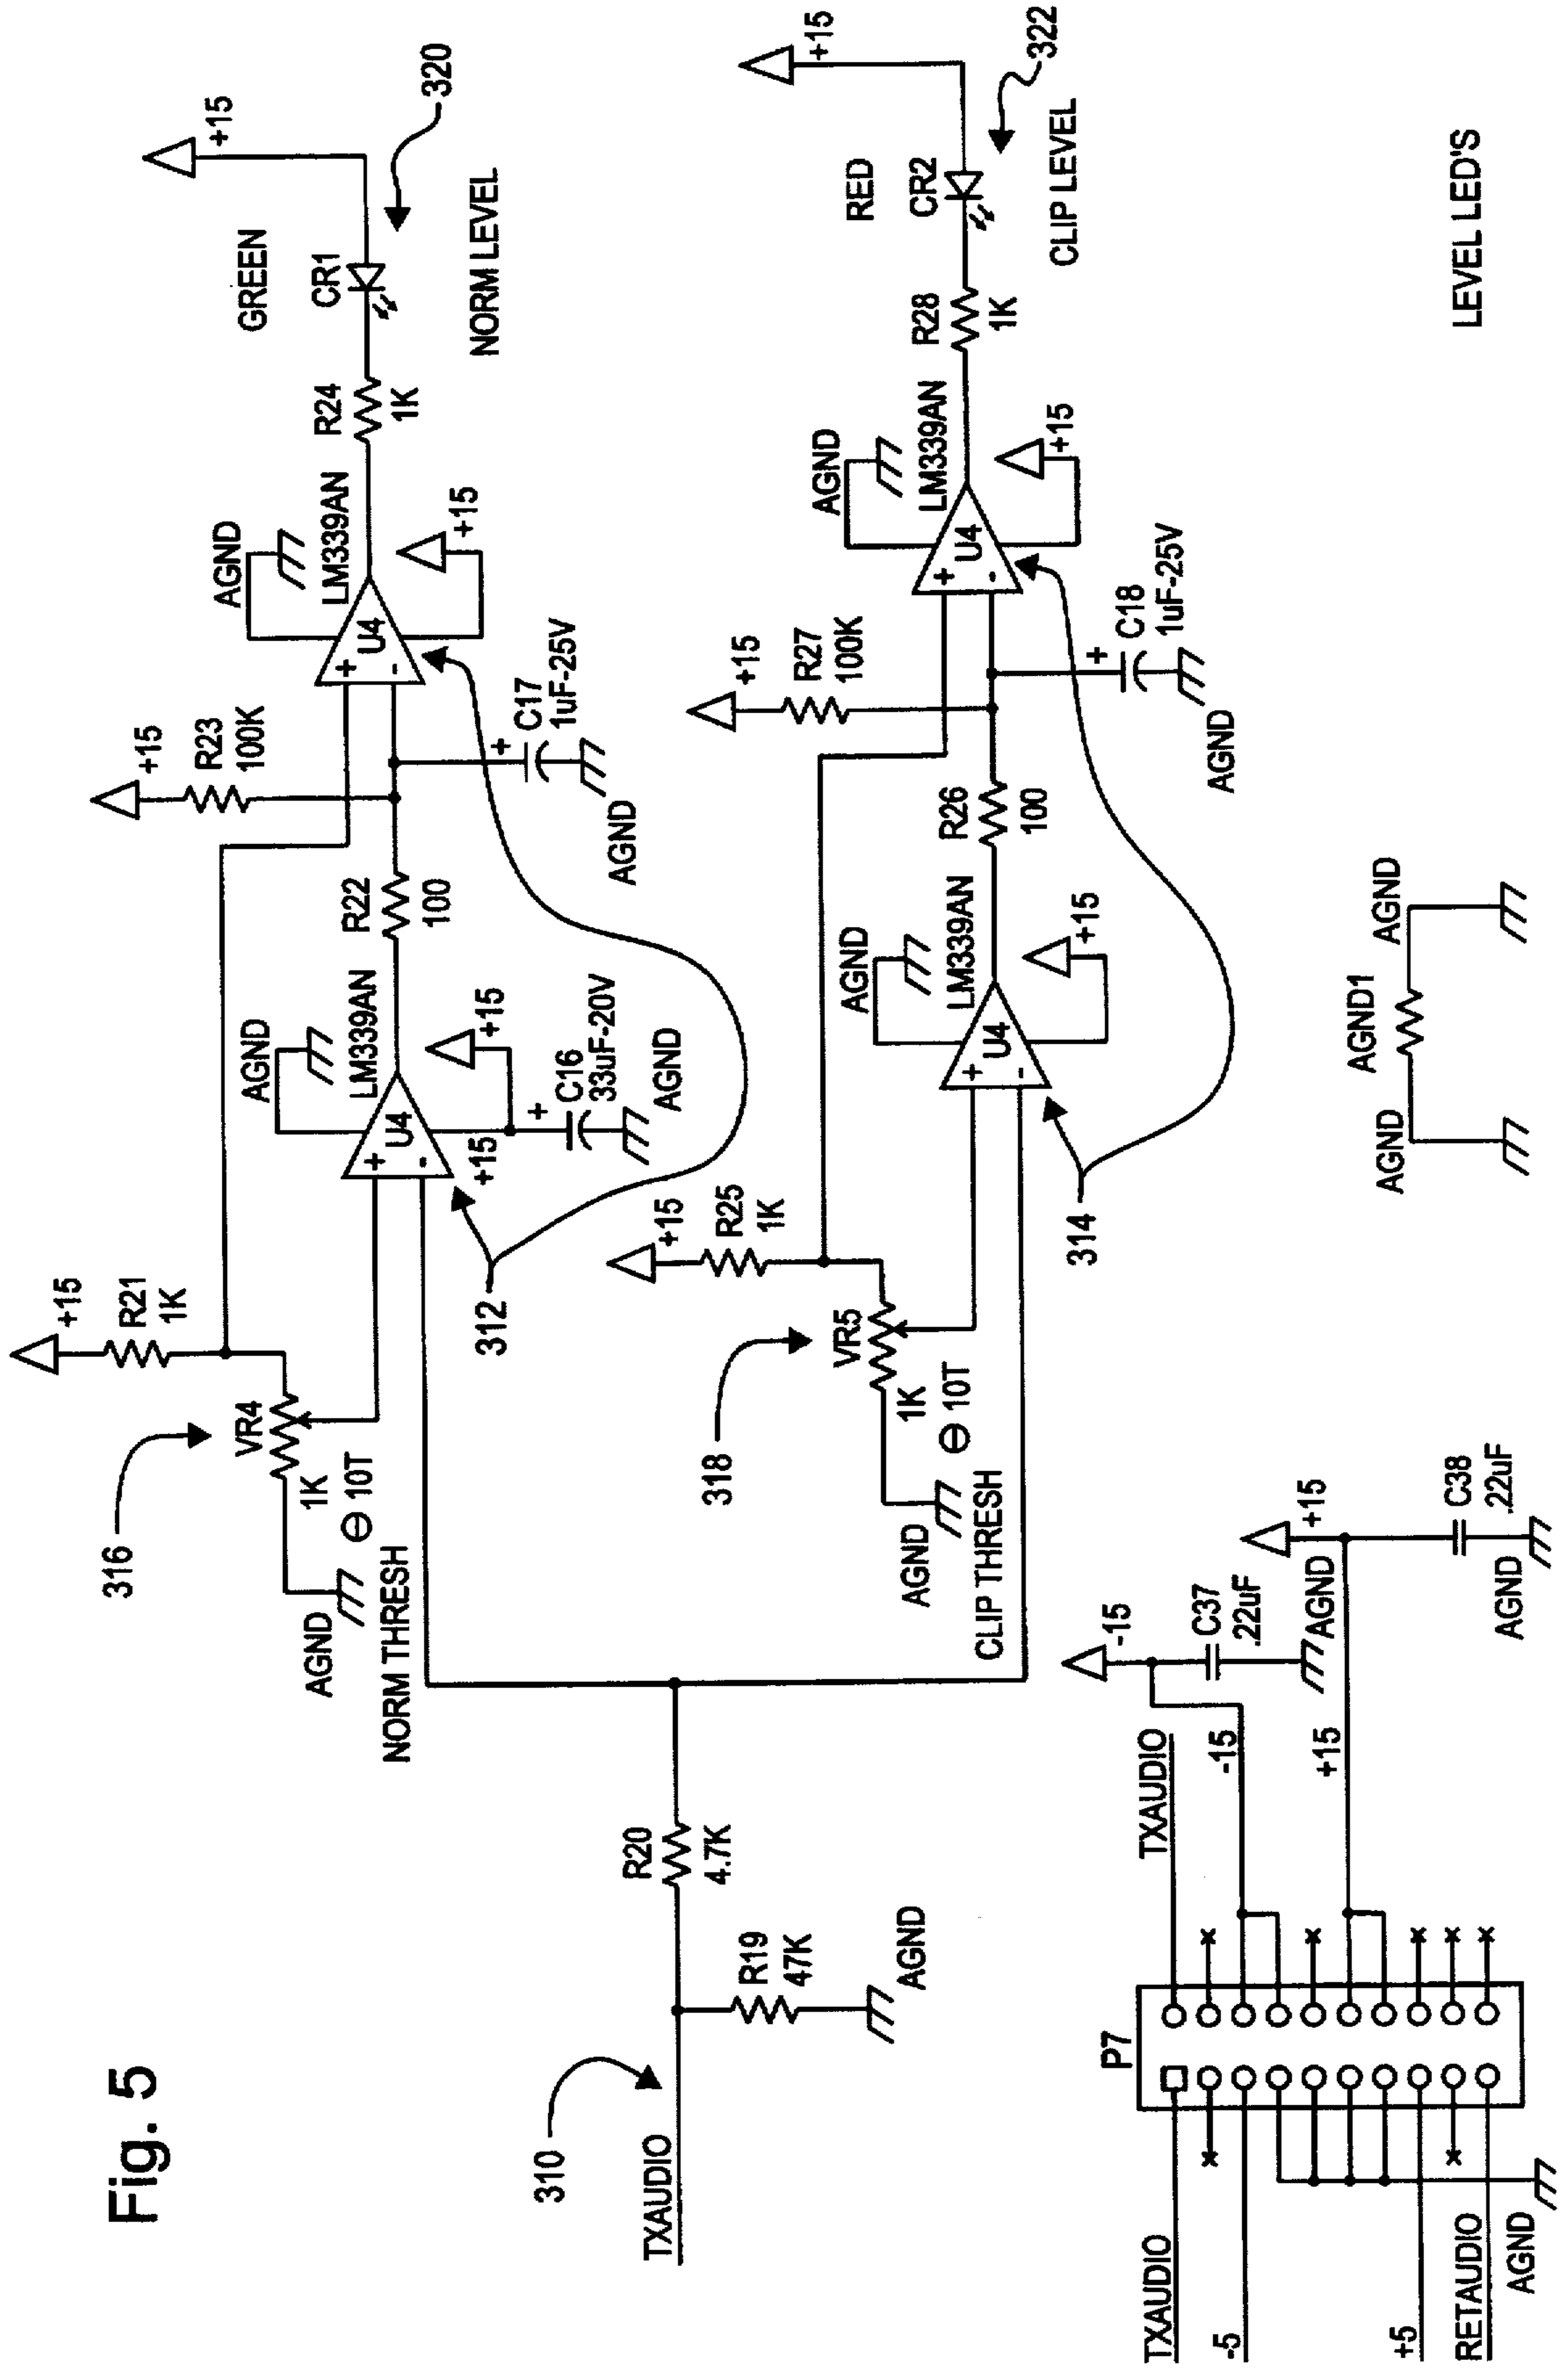 Fig. 5
310
TXAUDIO
R19
47K
AGND
R20
4.7K
316
+15
R21
1K
VR4
1K
10T
AGND
NORM THRESH
312
AGND
LM339AN
+
-
U4
+15
+15
+
C16
33uF-20V
AGND
R22
100
+15
R23
100K
+
C17
1uF-25V
AGND
AGND
LM339AN
+
-
U4
+15
R24
1K
GREEN
CR1
+15
320
NORM LEVEL
318
+15
R25
1K
VR5
1K
10T
AGND
CLIP THRESH
314
AGND
LM339AN
+
-
U4
+15
R26
100
+15
R27
100K
+
C18
1uF-25V
AGND
AGND
LM339AN
+
-
U4
+15
R28
1K
RED
CR2
+15
322
CLIP LEVEL
P7
TXAUDIO
-5
+5
RETAUDIO
AGND
TXAUDIO
-15
-15
C37
.22uF
AGND
+15
+15
C38
.22uF
AGND
AGND
AGND1
AGND
LEVEL LED'S